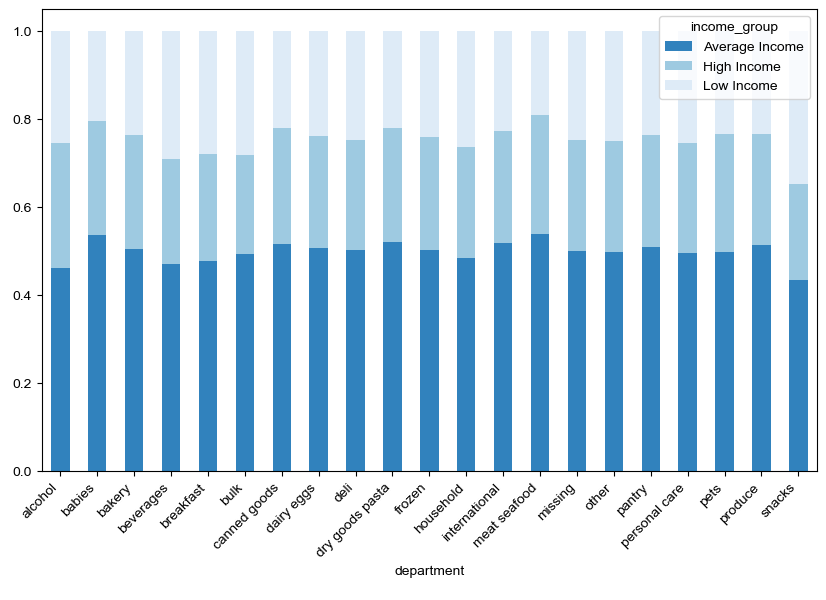 income_group
Average Income
High Income
Low Income
1.0
0.8
0.6
0.4
0.2
0.0
alcohol
babies
bakery
beverages
breakfast
bulk
canned goods
dairy eggs
deli
dry goods pasta
frozen
household
international
meat seafood
missing
other
pantry
personal care
pets
produce
snacks
department